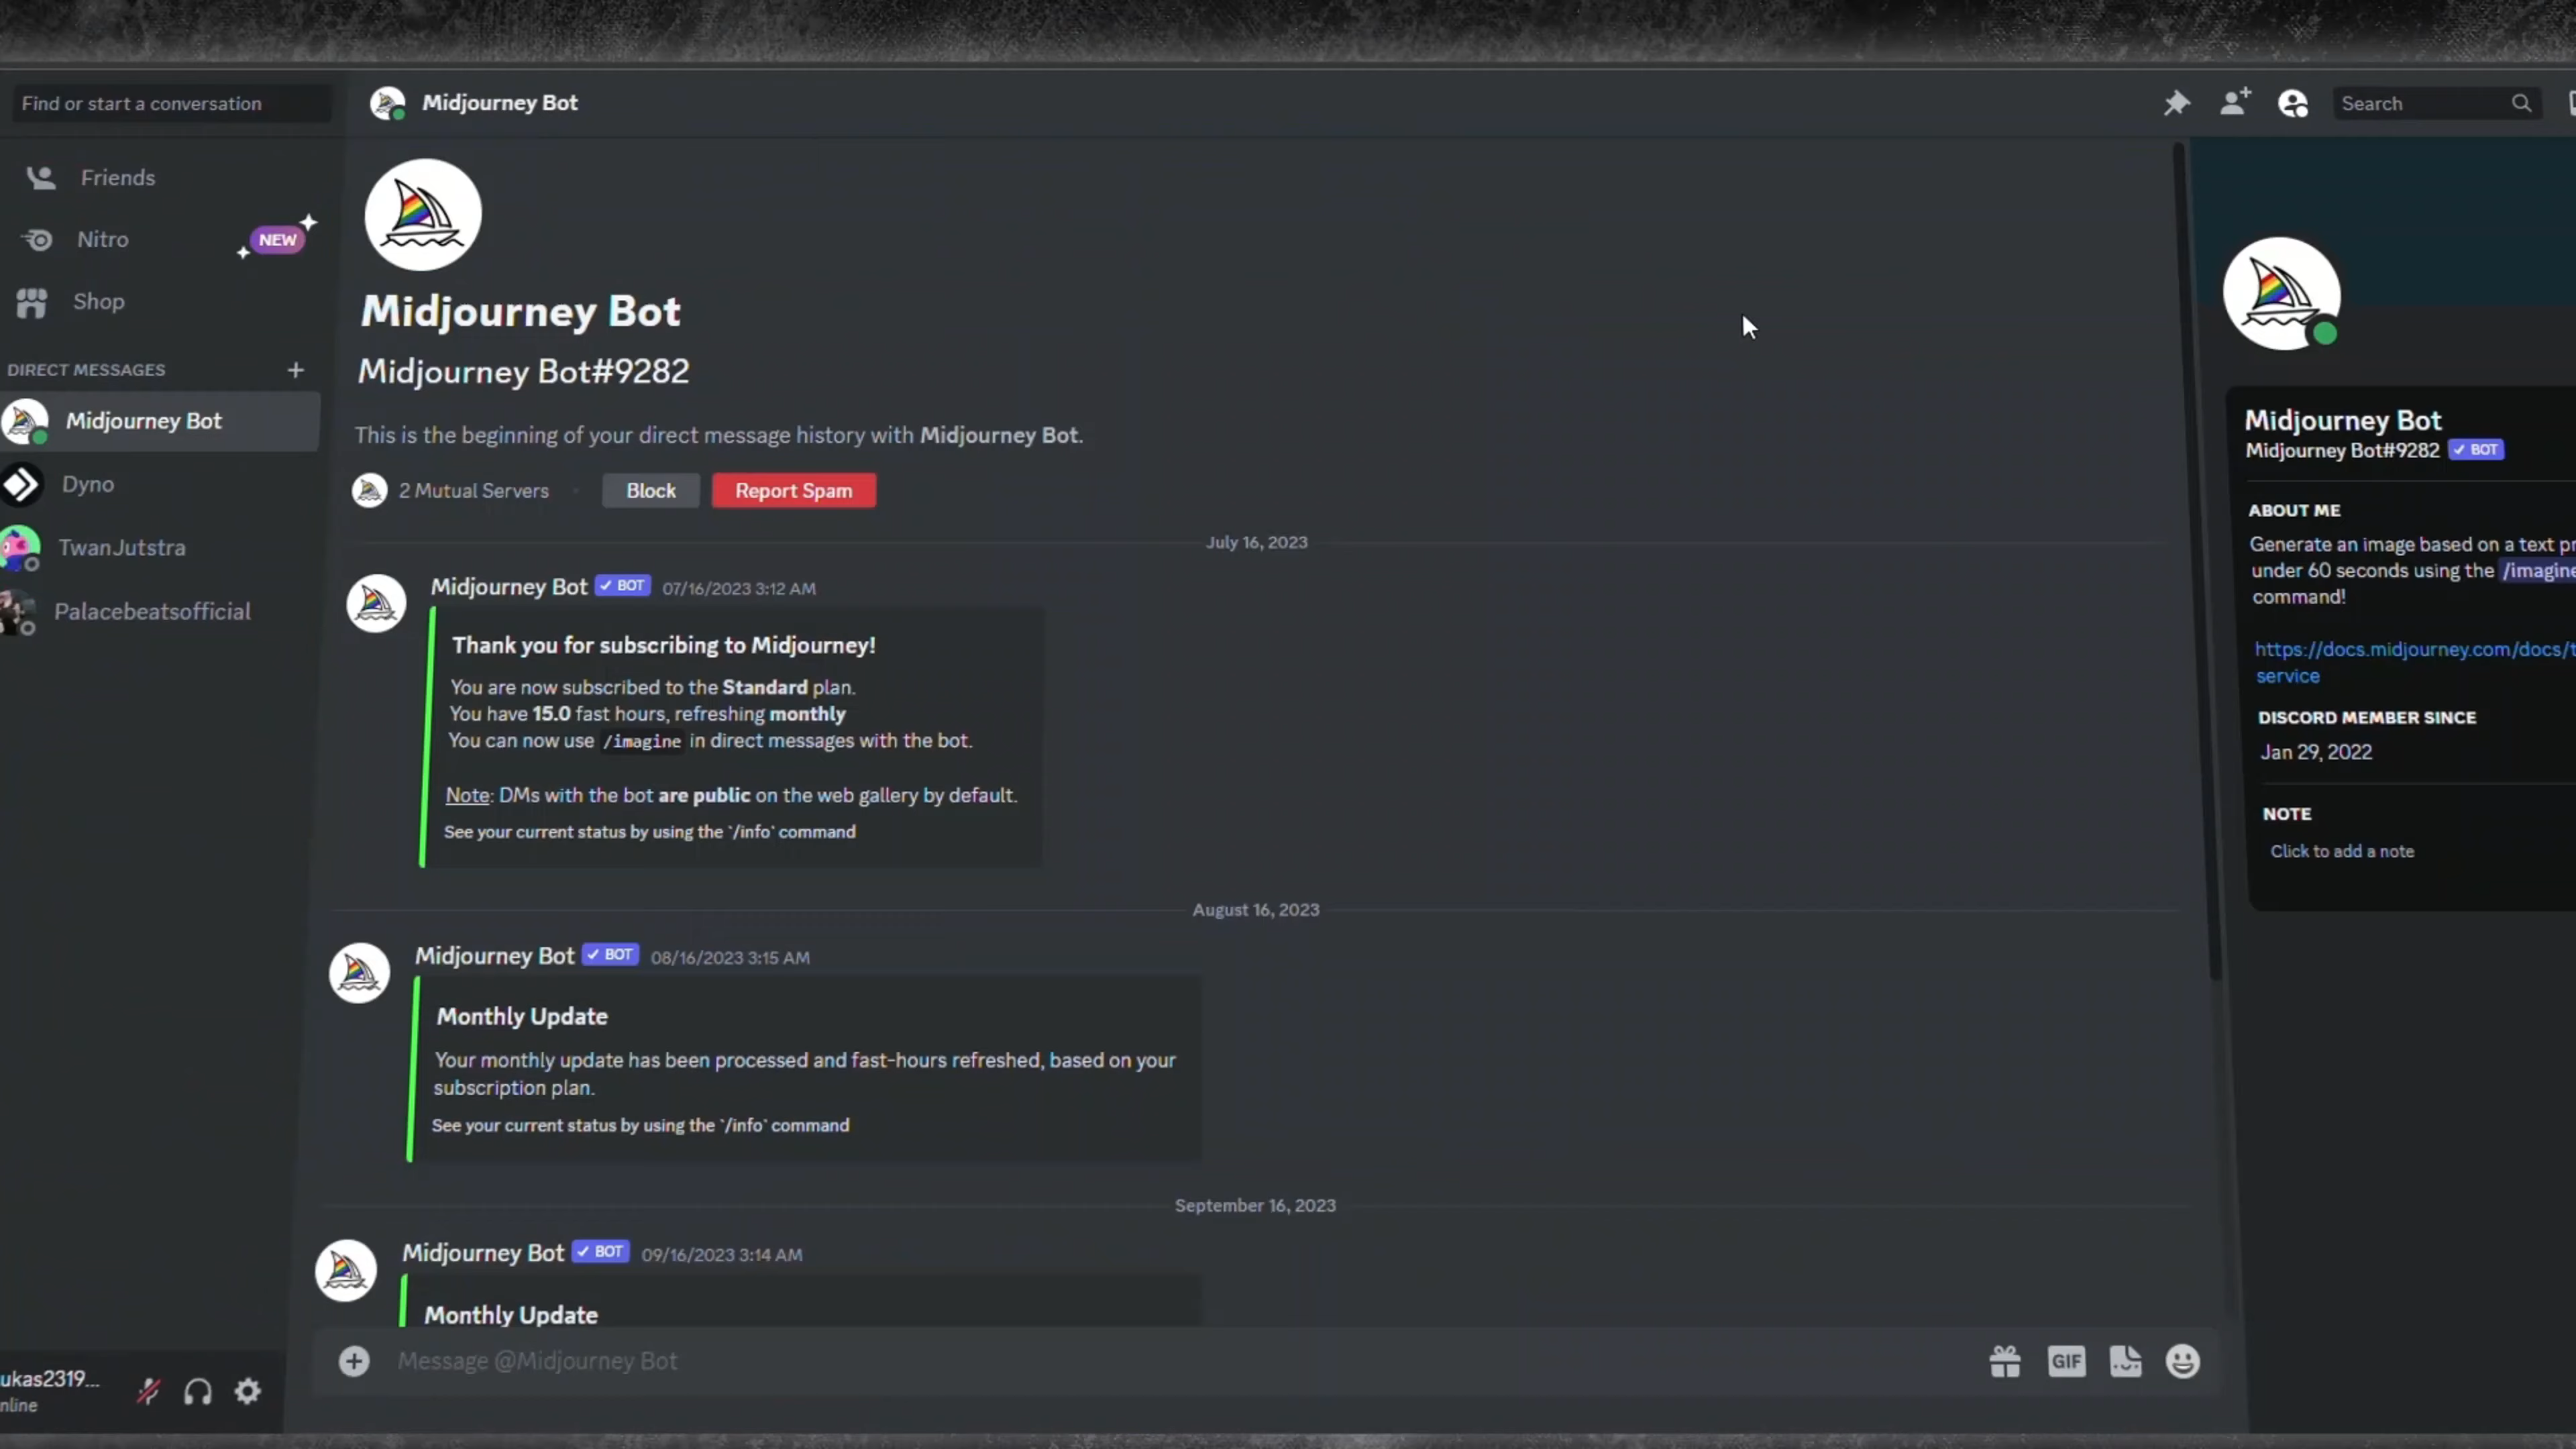 Find or start a conversation
Friends
Nitro
NEW
Shop
DIRECT MESSAGES
Midjourney Bot
Dyno
TwanJutstra
Palacebeatsofficial
ukas2319...
nline
Midjourney Bot
Search
Midjourney Bot
Midjourney Bot#9282
This is the beginning of your direct message history with Midjourney Bot.
2 Mutual Servers
Block
Report Spam
July 16, 2023
Midjourney Bot BOT 07/16/2023 3:12 AM
Thank you for subscribing to Midjourney!
You are now subscribed to the Standard plan.
You have 15.0 fast hours, refreshing monthly
You can now use /imagine in direct messages with the bot.
Note: DMs with the bot are public on the web gallery by default.
See your current status by using the `/info` command
August 16, 2023
Midjourney Bot BOT 08/16/2023 3:15 AM
Monthly Update
Your monthly update has been processed and fast-hours refreshed, based on your
subscription plan.
See your current status by using the `/info` command
September 16, 2023
Midjourney Bot BOT 09/16/2023 3:14 AM
Monthly Update
Message @Midjourney Bot
GIF
Midjourney Bot
Midjourney Bot#9282 BOT
ABOUT ME
Generate an image based on a text pr
under 60 seconds using the /imagine
command!
https://docs.midjourney.com/docs/t
service
DISCORD MEMBER SINCE
Jan 29, 2022
NOTE
Click to add a note